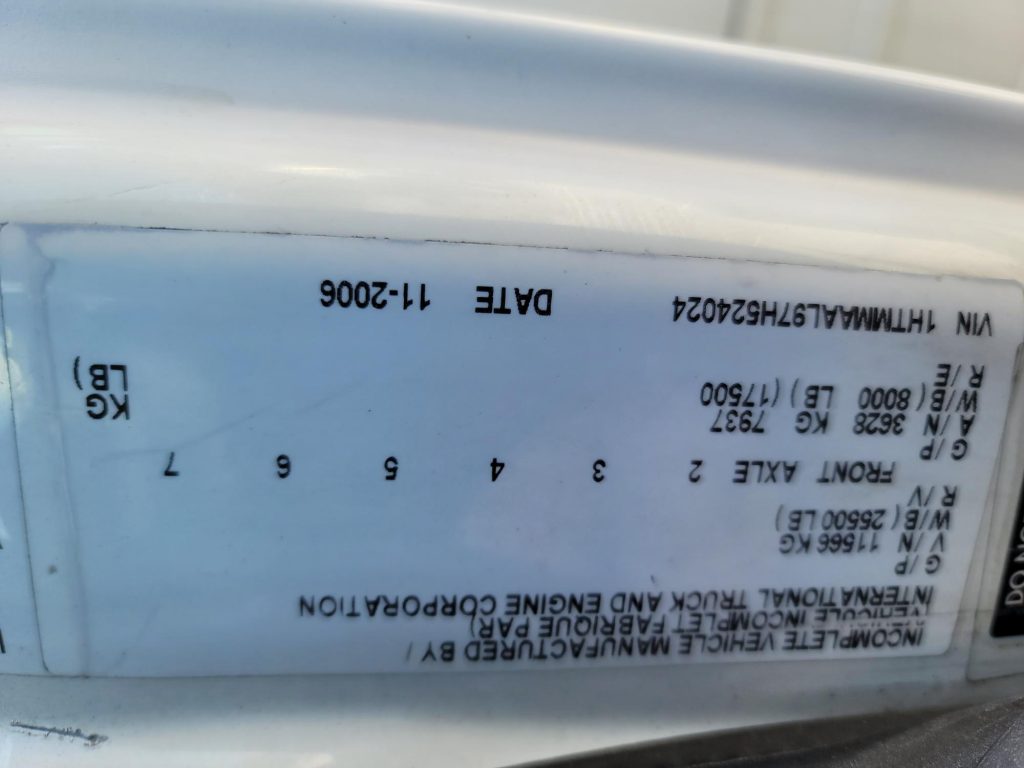 INCOMPLETE VEHICLE MANUFACTURED BY /
VEHICULE INCOMPLET FABRIQUE PAR)
INTERNATIONAL TRUCK AND ENGINE CORPORATION
G/P
V/N 11566 KG
W/B ( 25500 LB )
R/V
FRONT AXLE 2 3 4 5 6 7
G/P
A/N 3628 KG 7937 KG
W/B ( 8000 LB ) ( 17500 LB )
R/E
VIN 1HTMMAAL97H524024 DATE 11-2006
DO NO